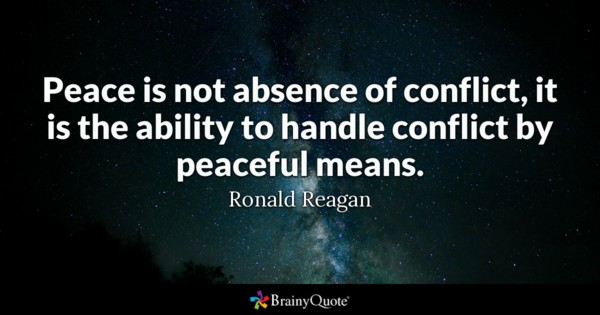 Peace is not absence of conflict, it
is the ability to handle conflict by
peaceful means.
Ronald Reagan
BrainyQuote®